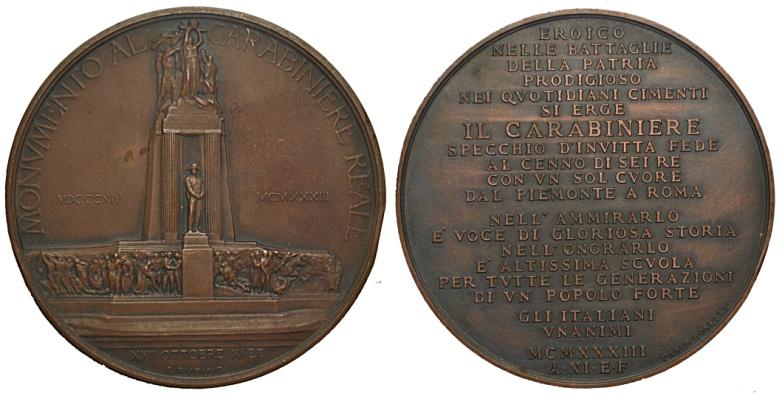 MONVMENTO AL CARABINIERE REALE
MDCCCXIV
MCMXXXIII
XXII OTTOBRE XI E.F.
E. RVBINO
EROICO
NELLE BATTAGLIE
DELLA PATRIA
PRODIGIOSO
NEI QVOTIDIANI CIMENTI
SI ERGE
IL CARABINIERE
SPECCHIO D'INVITTA FEDE
AL CENNO DI SEI RE
CON VN SOL CVORE
DAL PIEMONTE A ROMA
NELL' AMMIRARLO
E' VOCE DI GLORIOSA STORIA
NELL' ONORARLO
E' ALTISSIMA SCVOLA
PER TVTTE LE GENERAZIONI
DI VN POPOLO FORTE
GLI ITALIANI
VNANIMI
MCMXXXIII
A·XI·E·F